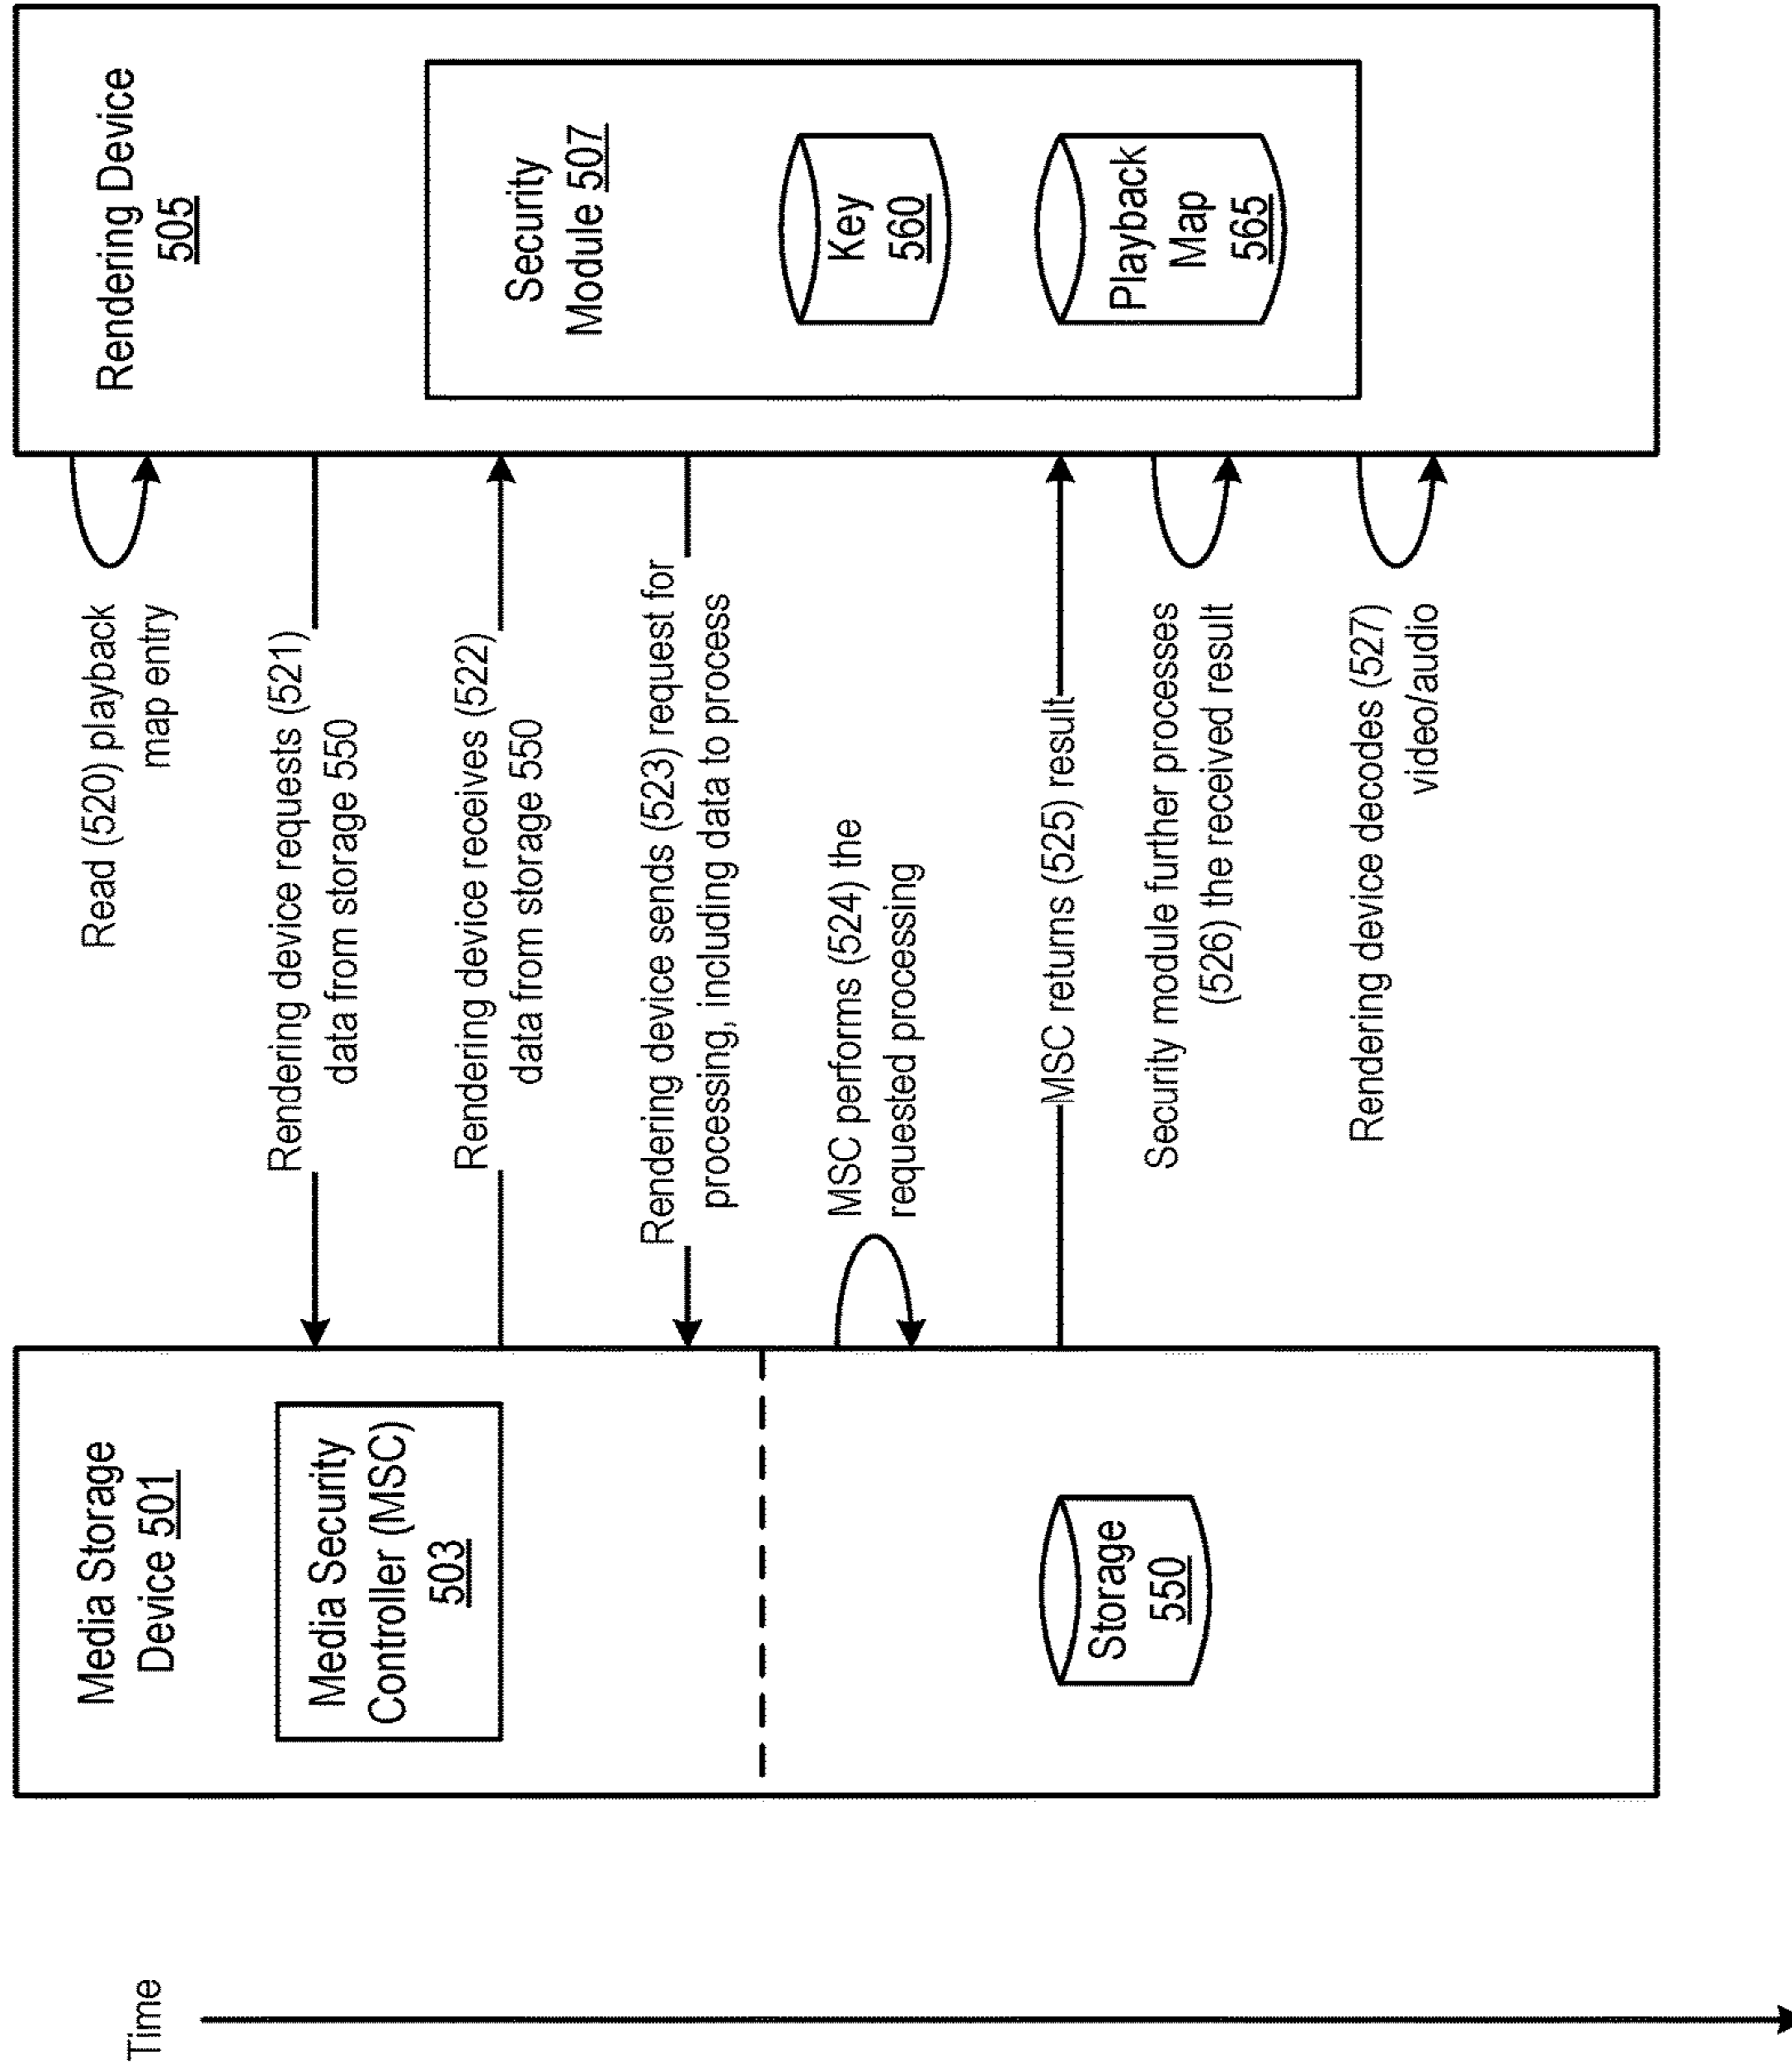 Time
Media Storage
Device 501
Media Security
Controller (MSC)
503
Storage
550
Read (520) playback
map entry
Rendering device requests (521)
data from storage 550
Rendering device receives (522)
data from storage 550
Rendering device sends (523) request for
processing, including data to process
MSC performs (524) the
requested processing
MSC returns (525) result
Security module further processes
(526) the received result
Rendering device decodes (527)
video/audio
Rendering Device
505
Security
Module 507
Key
560
Playback
Map
565